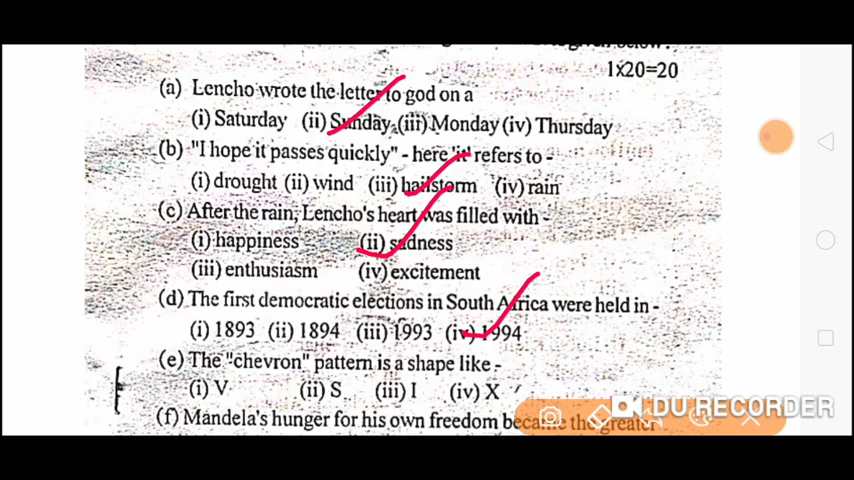 given below?
1x20=20
(a) Lencho wrote the letter to god on a
(i) Saturday (ii) Sunday (iii) Monday (iv) Thursday
(b) "I hope it passes quickly" - here 'it' refers to -
(i) drought (ii) wind (iii) hailstorm (iv) rain
(c) After the rain; Lencho's heart was filled with -
(i) happiness (ii) sadness
(iii) enthusiasm (iv) excitement
(d) The first democratic elections in South Africa were held in -
(i) 1893 (ii) 1894 (iii) 1993 (iv) 1994
(e) The "chevron" pattern is a shape like -
(i) V (ii) S (iii) I (iv) X
(f) Mandela's hunger for his own freedom became the greater
DU RECORDER